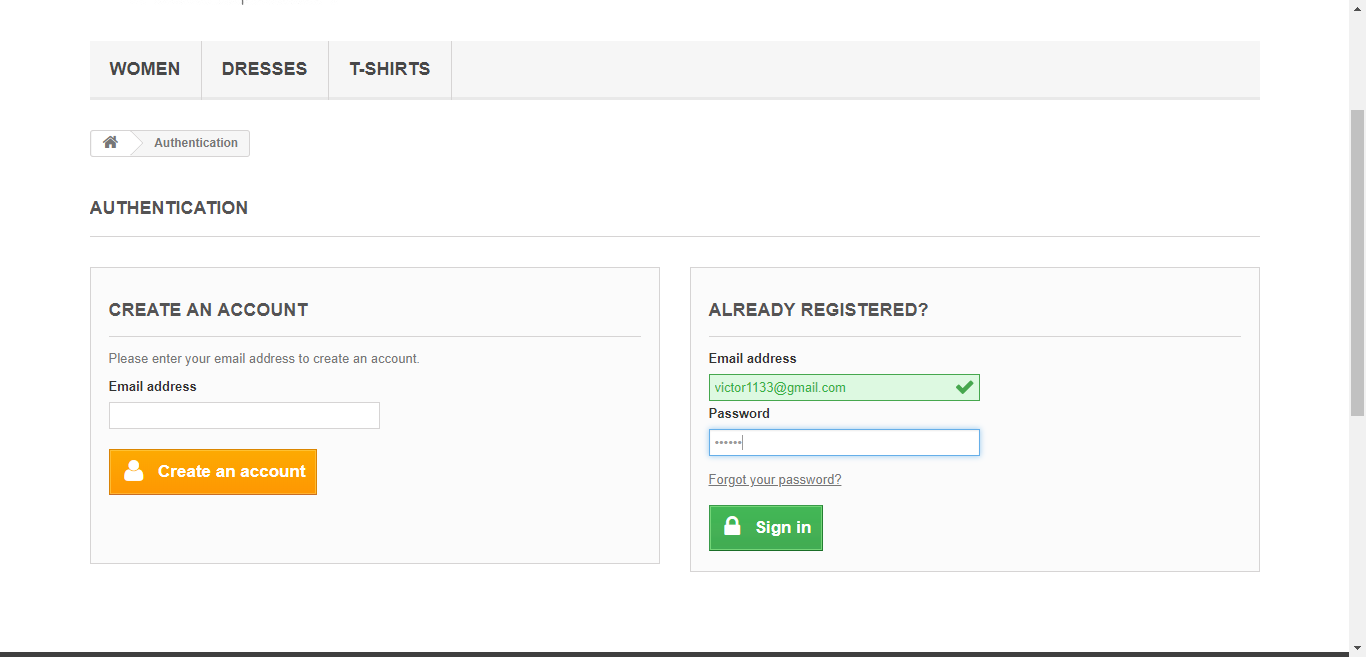 WOMEN
DRESSES
T-SHIRTS
Authentication
AUTHENTICATION
CREATE AN ACCOUNT
Please enter your email address to create an account.
Email address
Create an account
ALREADY REGISTERED?
Email address
victor1133@gmail.com
Password
••••••
Forgot your password?
Sign in